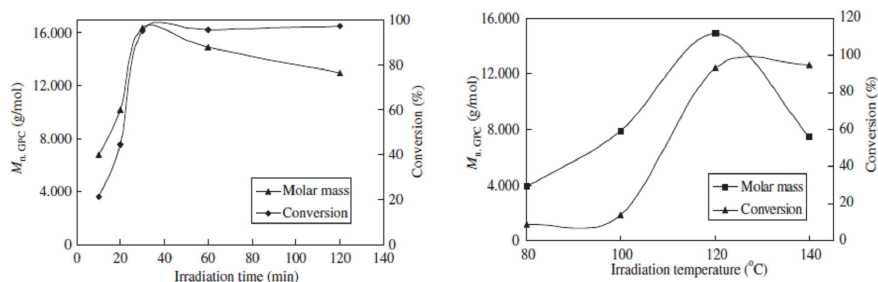 16.000
12.000
8.000
4.000
0
M n, GPC (g/mol)
100
80
60
40
20
0
Conversion (%)
Molar mass
Conversion
0 20 40 60 80 100 120 140
Irradiation time (min)
16.000
12.000
8.000
4.000
0
M n, GPC (g/mol)
120
100
80
60
40
20
0
Conversion (%)
Molar mass
Conversion
80 100 120 140
Irradiation temperature (°C)